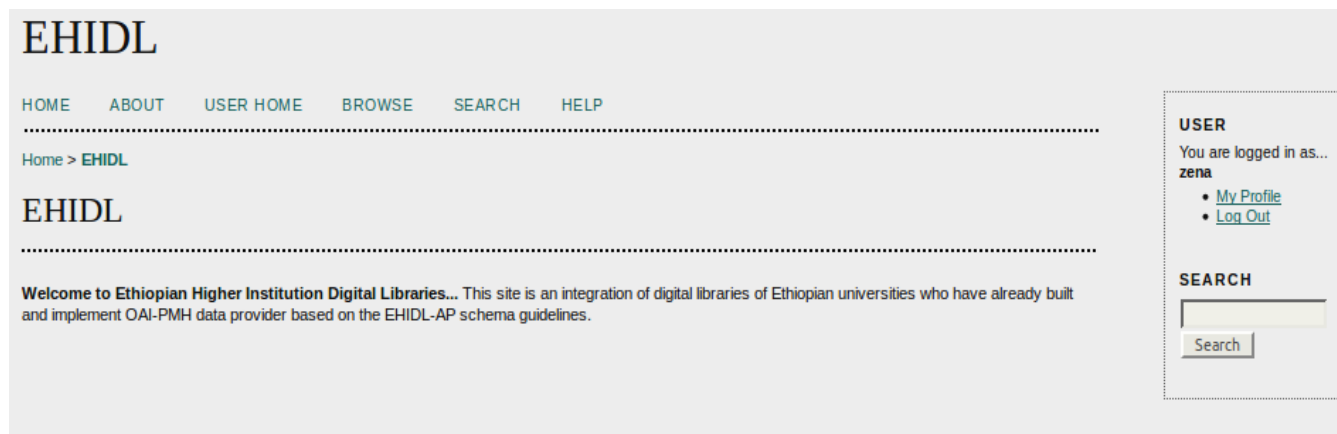 EHIDL
HOME ABOUT USER HOME BROWSE SEARCH HELP
Home > EHIDL
EHIDL
Welcome to Ethiopian Higher Institution Digital Libraries... This site is an integration of digital libraries of Ethiopian universities who have already built
and implement OAI-PMH data provider based on the EHIDL-AP schema guidelines.
USER
You are logged in as...
zena
My Profile
Log Out
SEARCH
Search